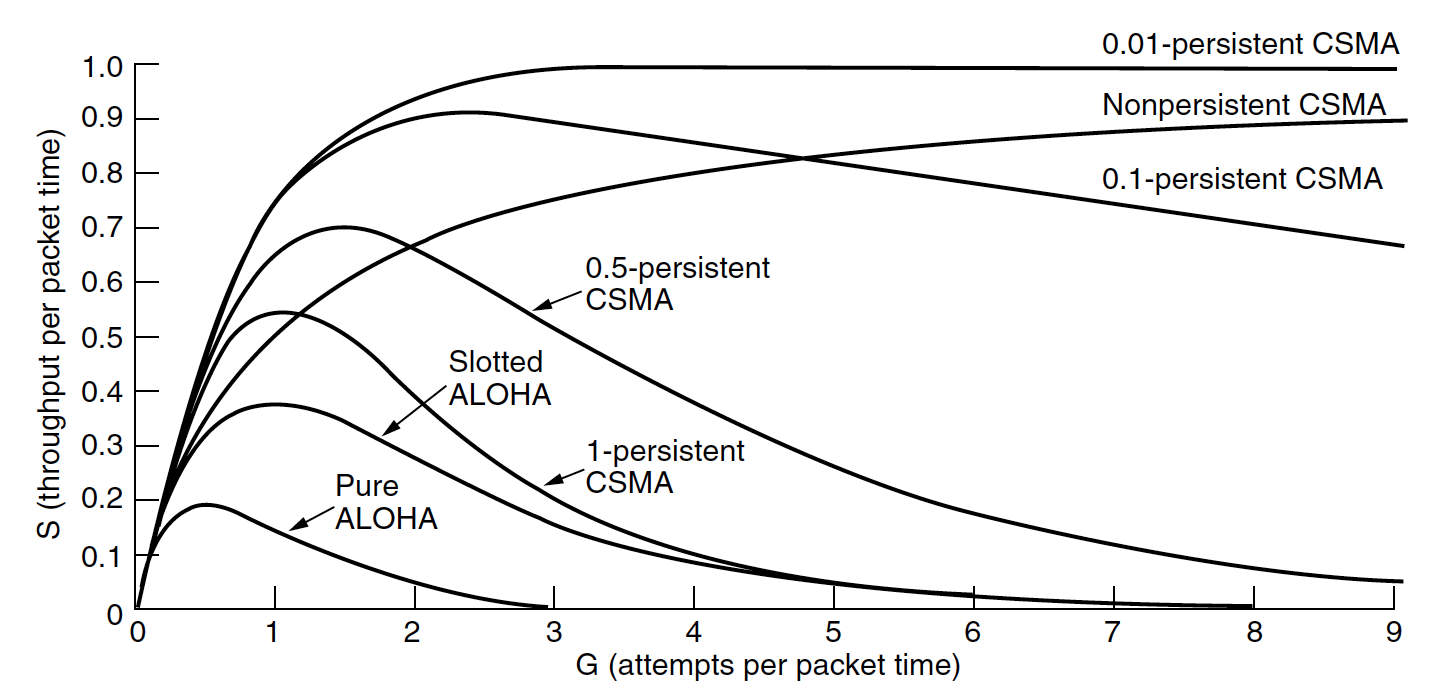 0.01-persistent CSMA
1.0
Nonpersistent CSMA
0.9
0.8
0.1-persistent CSMA
0.7
0.5-persistent
CSMA
0.6
0.5
Slotted
ALOHA
0.4
1-persistent
CSMA
0.3
Pure
ALOHA
0.2
0.1
0
S (throughput per packet time)
0 1 2 3 4 5 6 7 8 9
G (attempts per packet time)